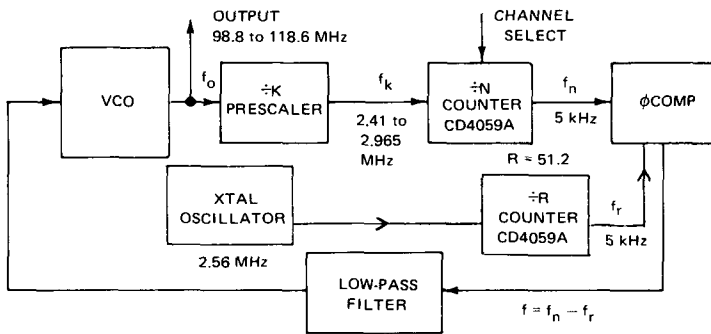 OUTPUT
98.8 to 118.6 MHz
CHANNEL
SELECT
VCO
fo
÷K
PRESCALER
fk
2.41 to
2.965
MHz
÷N
COUNTER
CD4059A
fn
5 kHz
φCOMP
R = 51.2
XTAL
OSCILLATOR
2.56 MHz
÷R
COUNTER
CD4059A
fr
5 kHz
LOW-PASS
FILTER
f = fn – fr